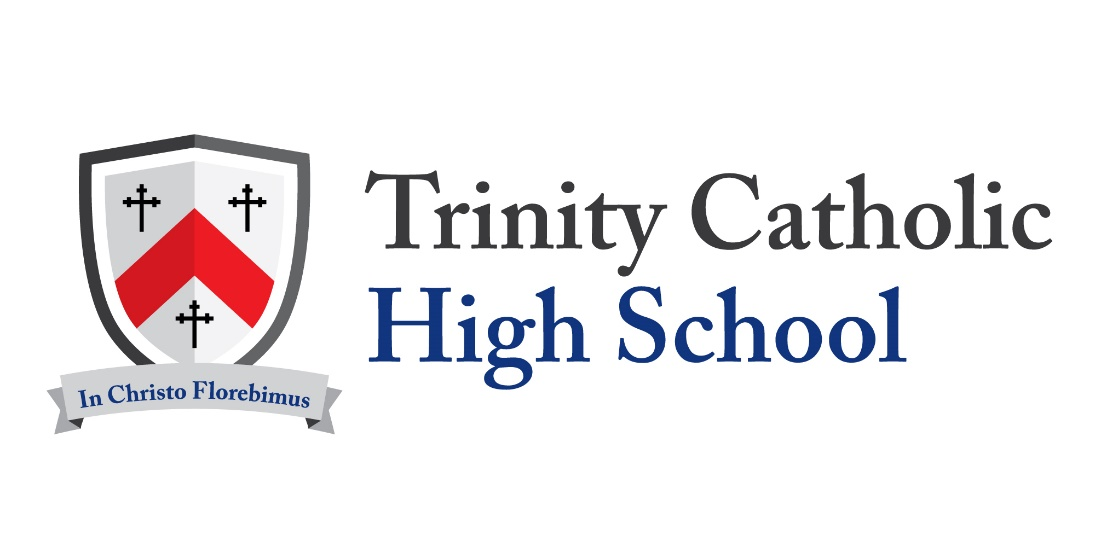 Trinity Catholic
High School
In Christo Florebimus